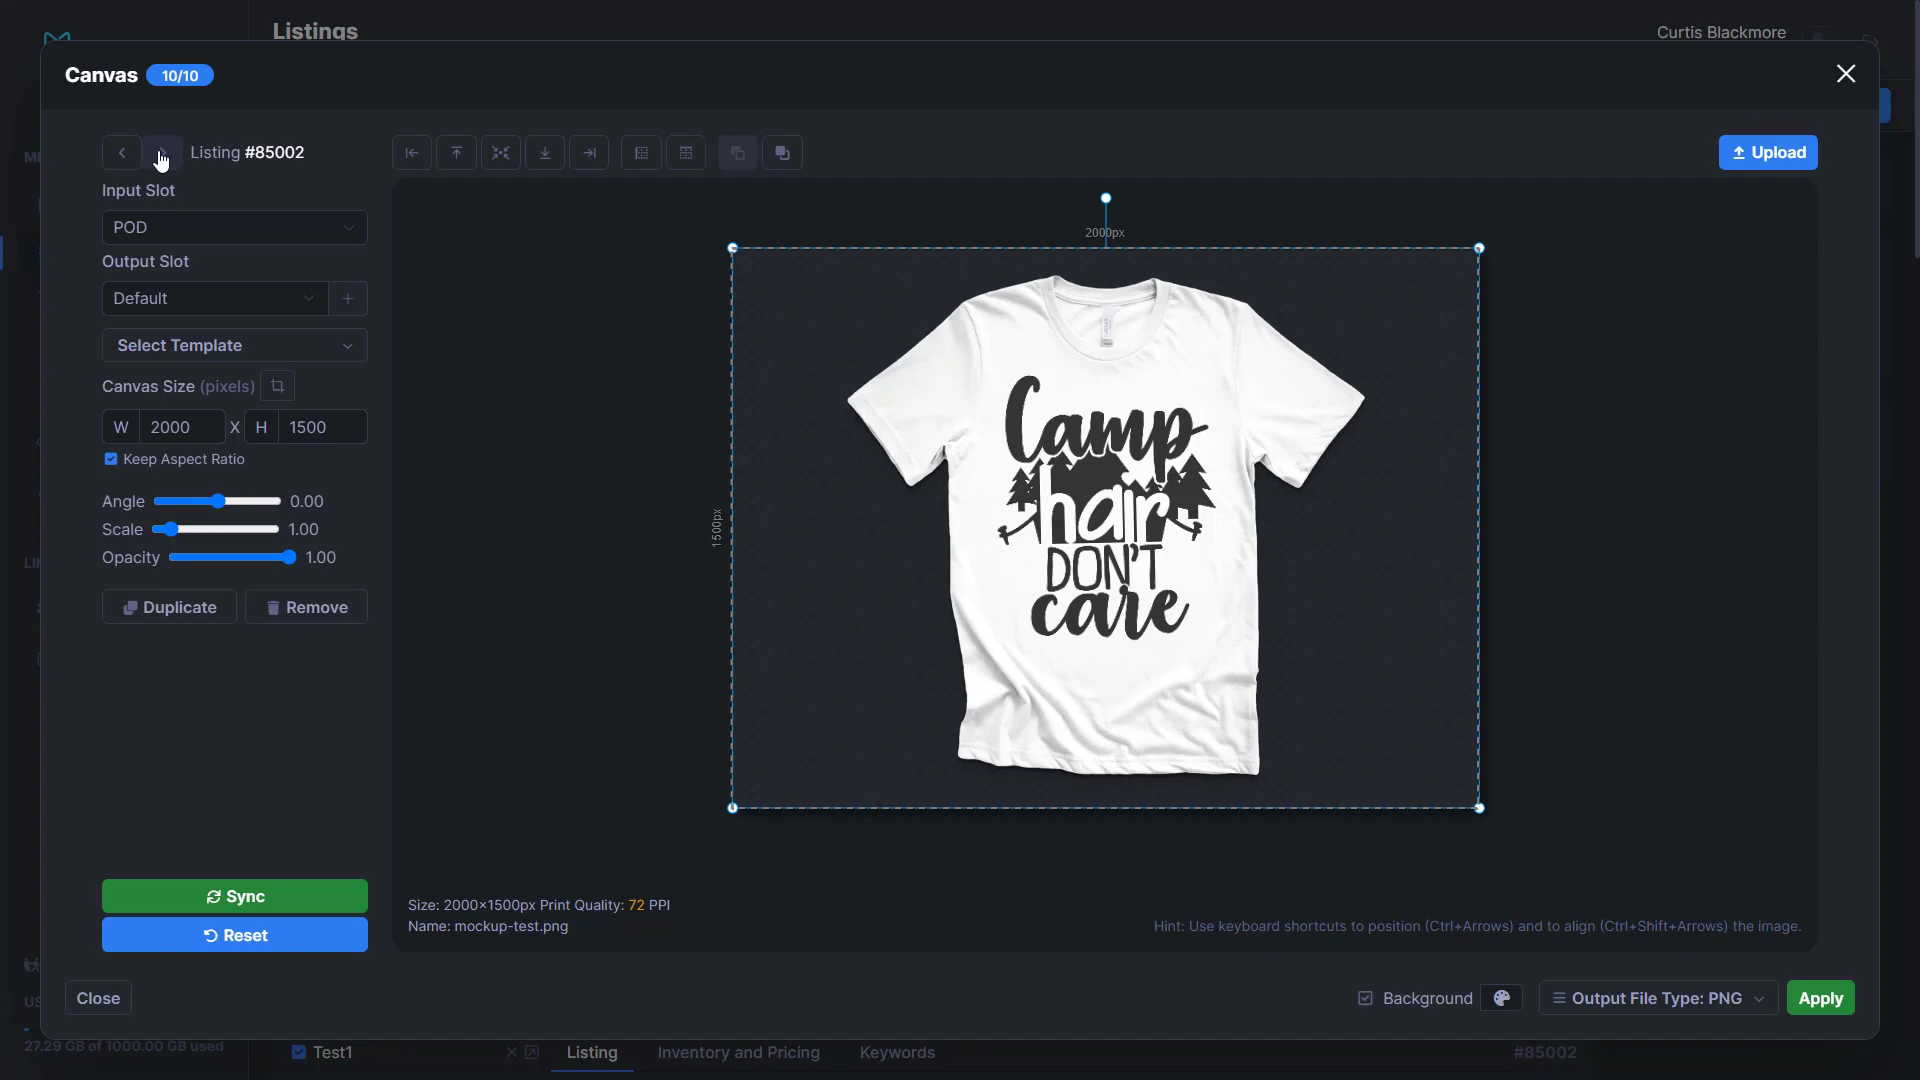 Listings
Curtis Blackmore
Canvas 10/10
Listing #85002
Upload
Input Slot
POD
Output Slot
Default
Select Template
Canvas Size (pixels)
W 2000 X H 1500
Keep Aspect Ratio
Angle 0.00
Scale 1.00
Opacity 1.00
Duplicate Remove
2000px
1500px
Camp
hair
DON'T
care
Sync
Reset
Size: 2000×1500px Print Quality: 72 PPI
Name: mockup-test.png
Hint: Use keyboard shortcuts to position (Ctrl+Arrows) and to align (Ctrl+Shift+Arrows) the image.
Close
Background
Output File Type: PNG
Apply
27.29 GB of 1000.00 GB used
Test1
Listing
Inventory and Pricing
Keywords
#85002